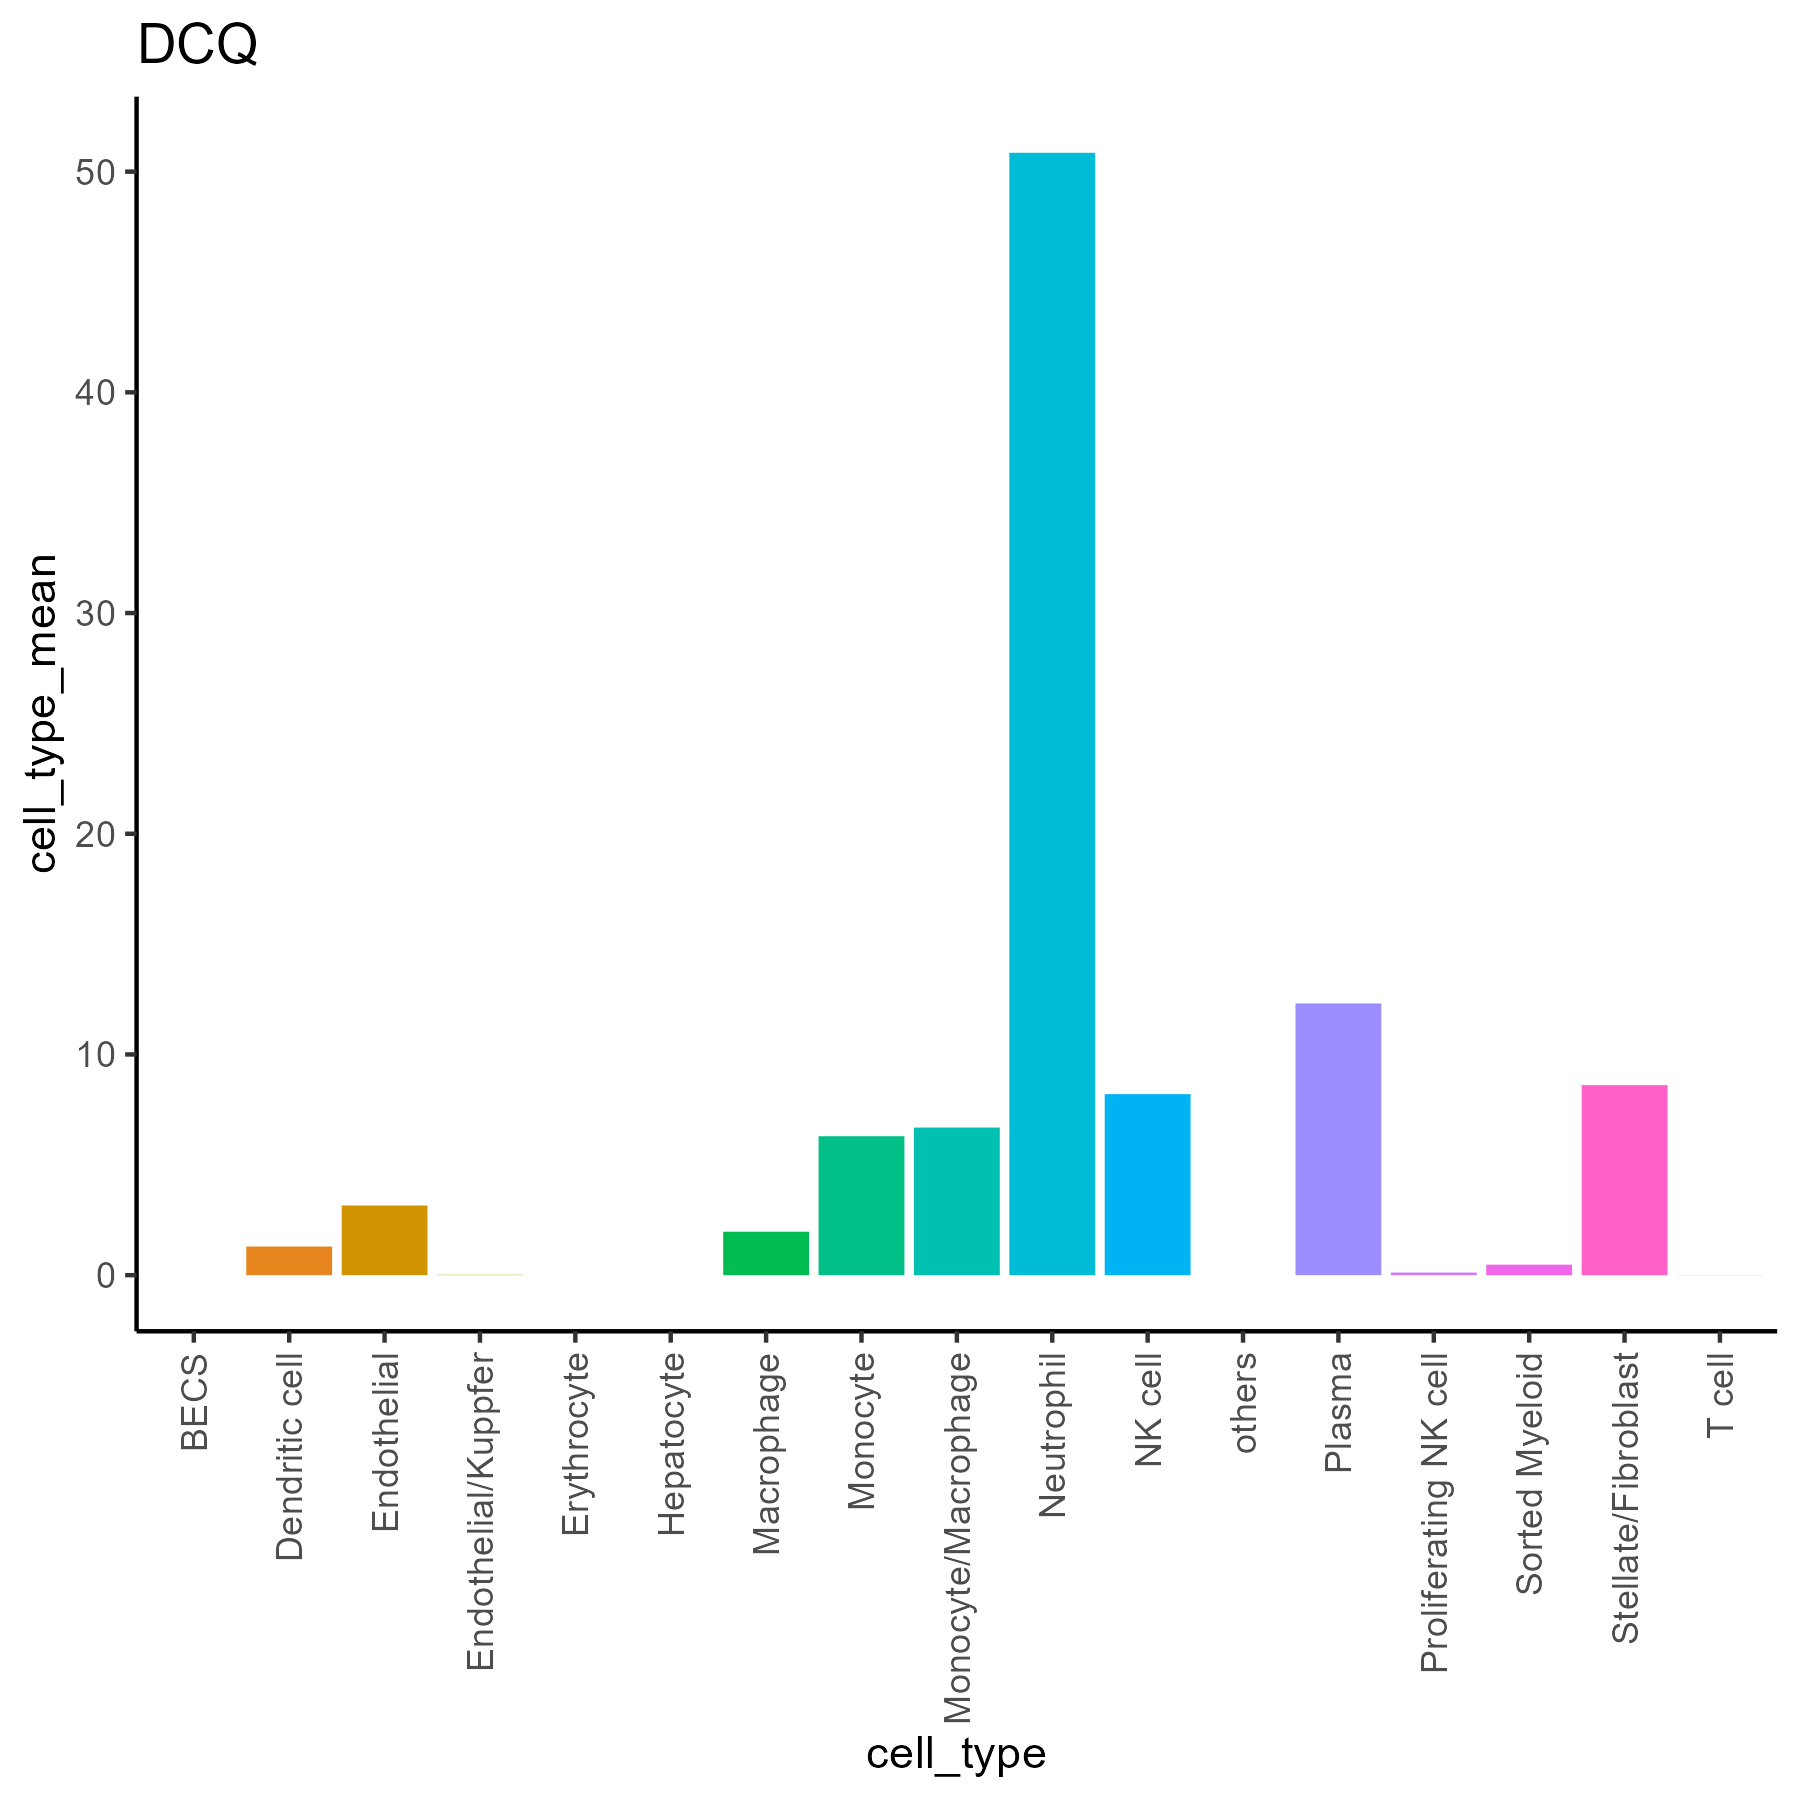 DCQ
cell_type_mean
50
40
30
20
10
0
BECS
Dendritic cell
Endothelial
Endothelial/Kuppfer
Erythrocyte
Hepatocyte
Macrophage
Monocyte
Monocyte/Macrophage
Neutrophil
NK cell
others
Plasma
Proliferating NK cell
Sorted Myeloid
Stellate/Fibroblast
T cell
cell_type